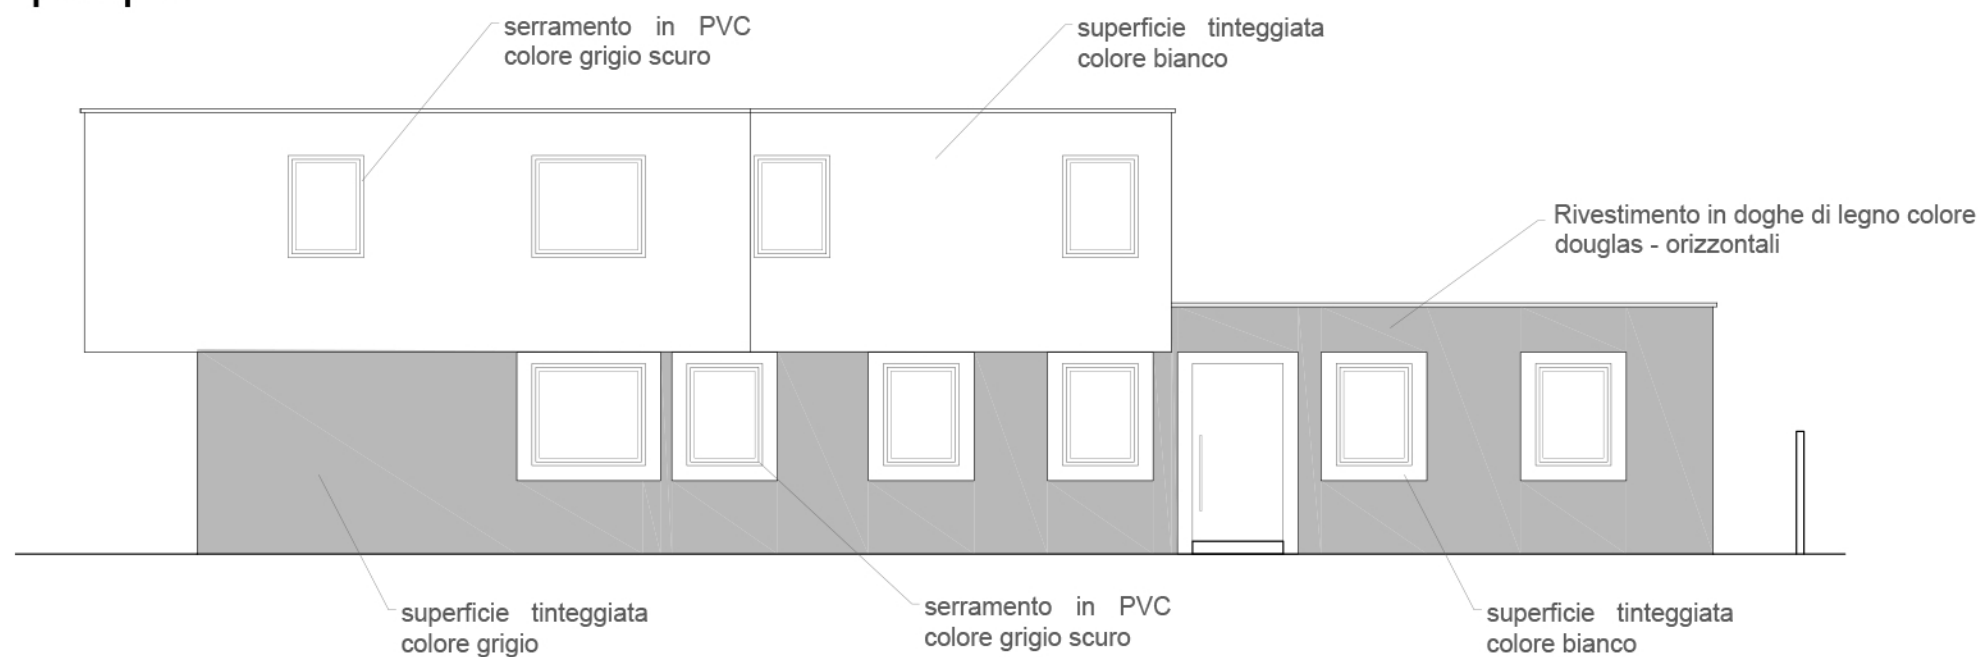 serramento in PVC
colore grigio scuro
superficie tinteggiata
colore bianco
Rivestimento in doghe di legno colore
douglas - orizzontali
superficie tinteggiata
colore grigio
serramento in PVC
colore grigio scuro
superficie tinteggiata
colore bianco